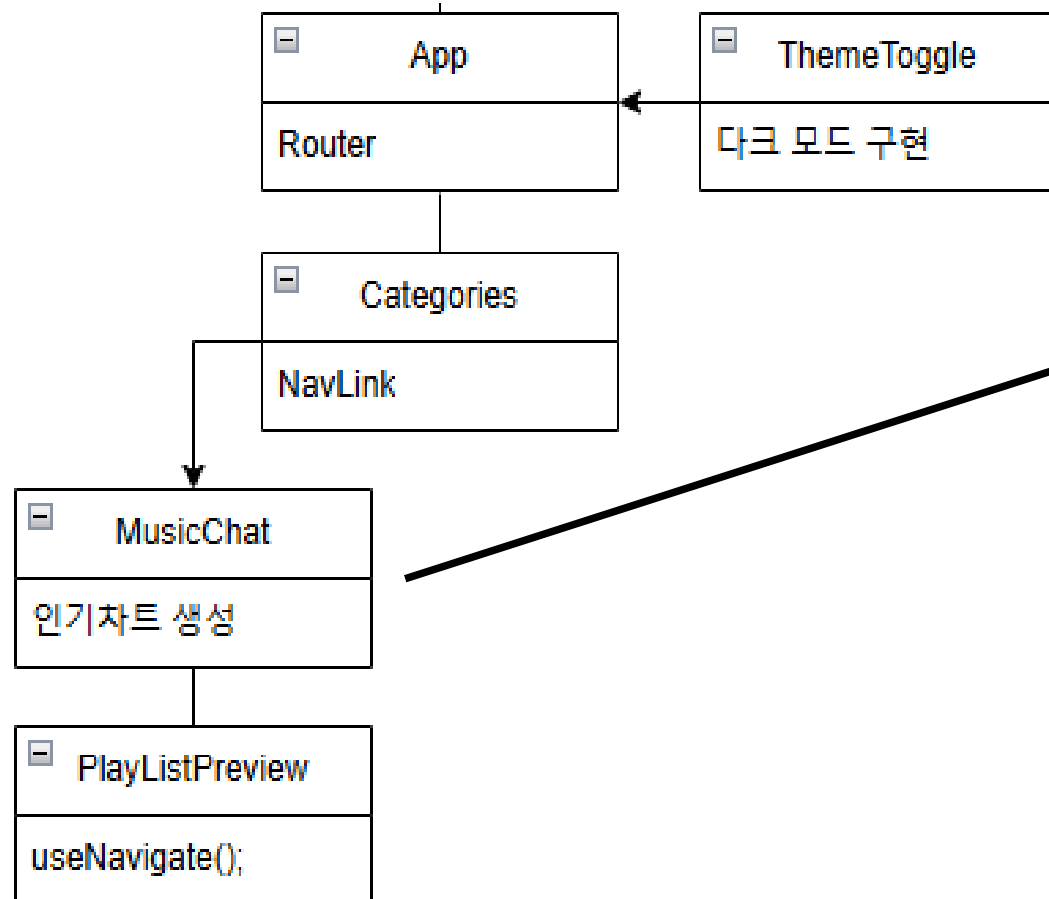 App
Router
ThemeToggle
다크 모드 구현
Categories
NavLink
MusicChat
인기차트 생성
PlayListPreview
useNavigate();